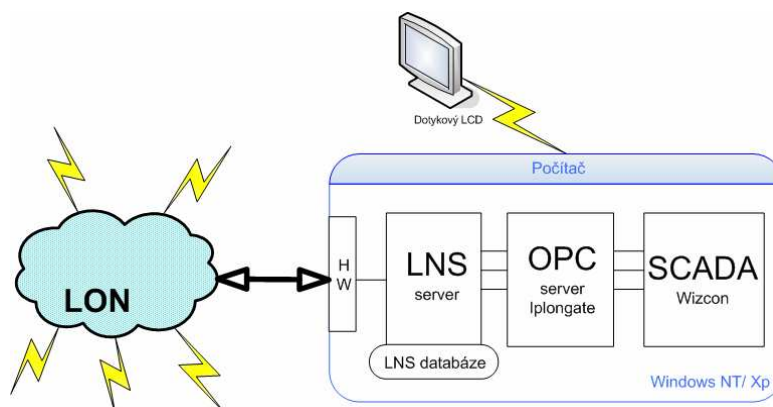 Dotykový LCD
Počítač
LON
H
W
LNS
server
LNS databáze
OPC
server
Iplongate
SCADA
Wizcon
Windows NT/ Xp